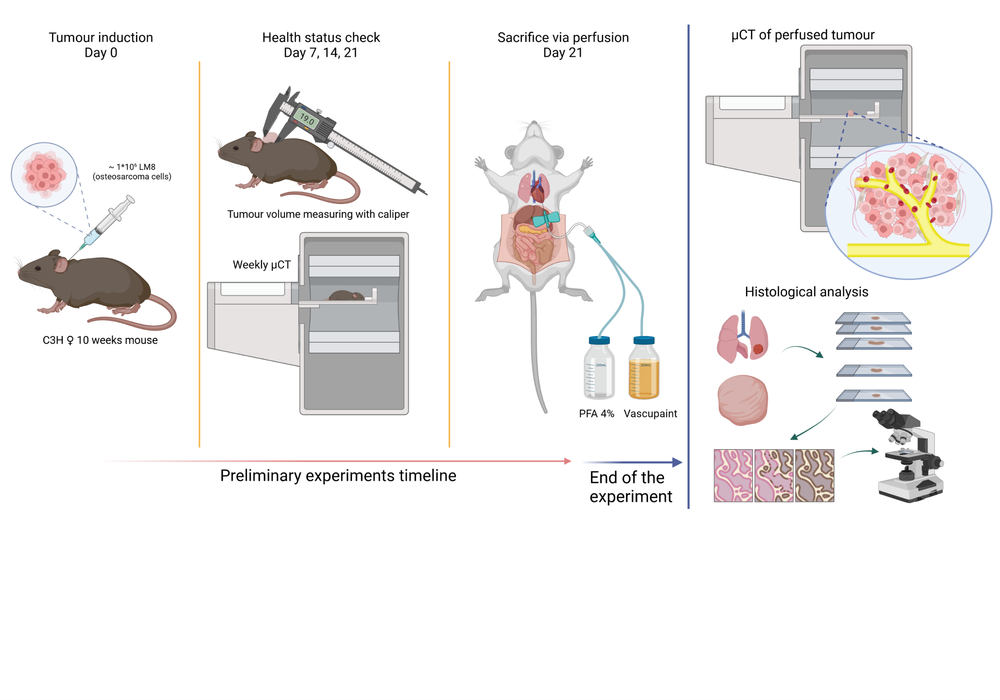 Tumour induction
Day 0
~ 1*10⁶ LM8
(osteosarcoma cells)
C3H ♀ 10 weeks mouse
Health status check
Day 7, 14, 21
19.0
Tumour volume measuring with caliper
Weekly µCT
Sacrifice via perfusion
Day 21
250mL
250mL
PFA 4%
Vascupaint
Preliminary experiments timeline
End of the
experiment
µCT of perfused tumour
Histological analysis